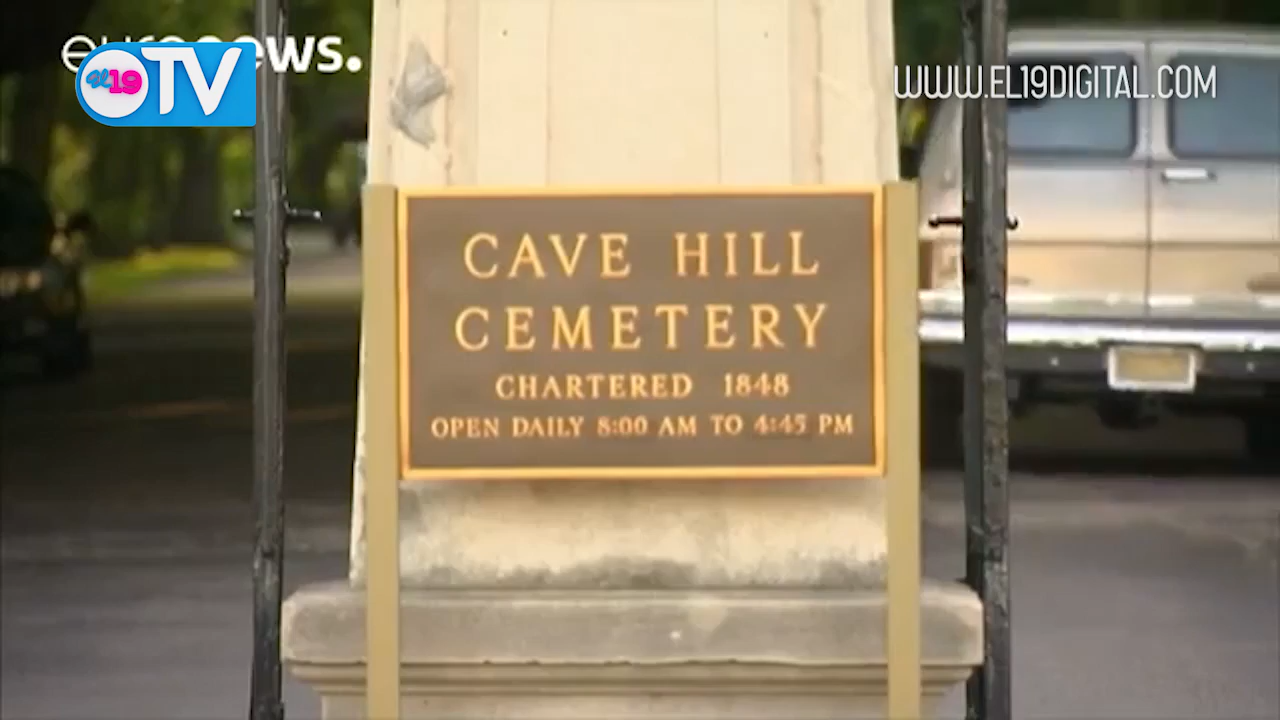 euronews.
el19 TV
WWW.EL19DIGITAL.COM
CAVE HILL
CEMETERY
CHARTERED 1848
OPEN DAILY 8:00 AM TO 4:45 PM